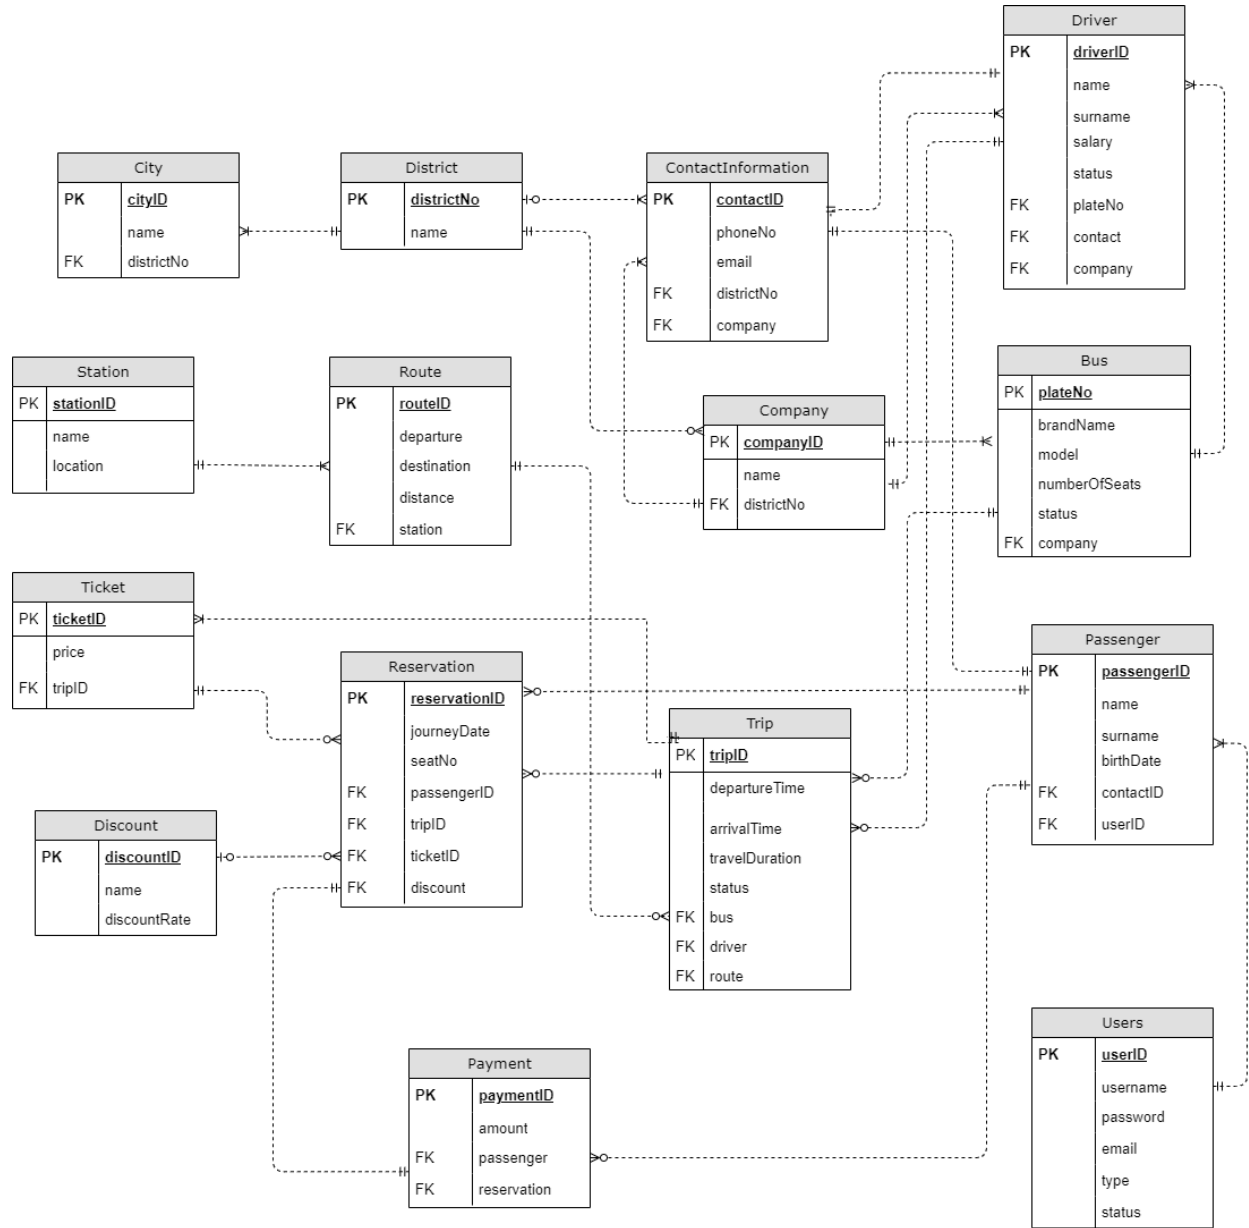 Driver
PK driverID
name
surname
salary
status
FK plateNo
FK contact
FK company
City
PK cityID
name
FK districtNo
District
PK districtNo
name
ContactInformation
PK contactID
phoneNo
email
FK districtNo
FK company
Station
PK stationID
name
location
Route
PK routeID
departure
destination
distance
FK station
Company
PK companyID
name
FK districtNo
Bus
PK plateNo
brandName
model
numberOfSeats
status
FK company
Ticket
PK ticketID
price
FK tripID
Reservation
PK reservationID
journeyDate
seatNo
FK passengerID
FK tripID
FK ticketID
FK discount
Trip
PK tripID
departureTime
arrivalTime
travelDuration
status
FK bus
FK driver
FK route
Passenger
PK passengerID
name
surname
birthDate
FK contactID
FK userID
Discount
PK discountID
name
discountRate
Payment
PK paymentID
amount
FK passenger
FK reservation
Users
PK userID
username
password
email
type
status